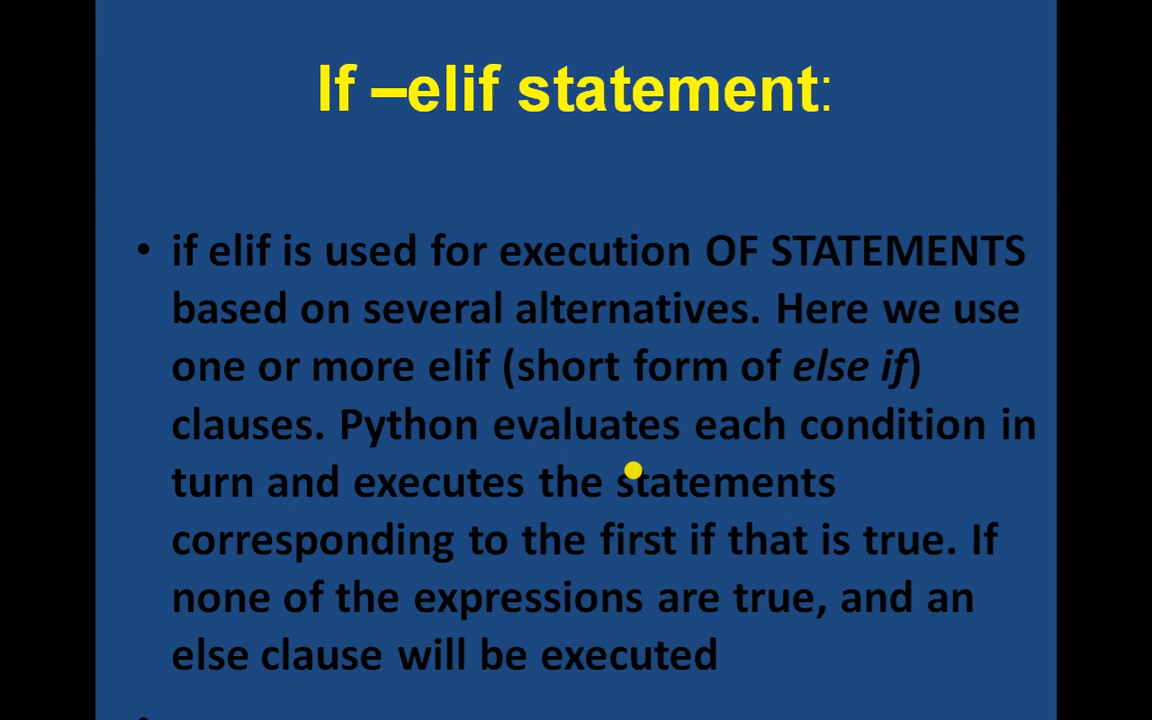 If –elif statement:
• if elif is used for execution OF STATEMENTS
based on several alternatives. Here we use
one or more elif (short form of else if)
clauses. Python evaluates each condition in
turn and executes the statements
corresponding to the first if that is true. If
none of the expressions are true, and an
else clause will be executed